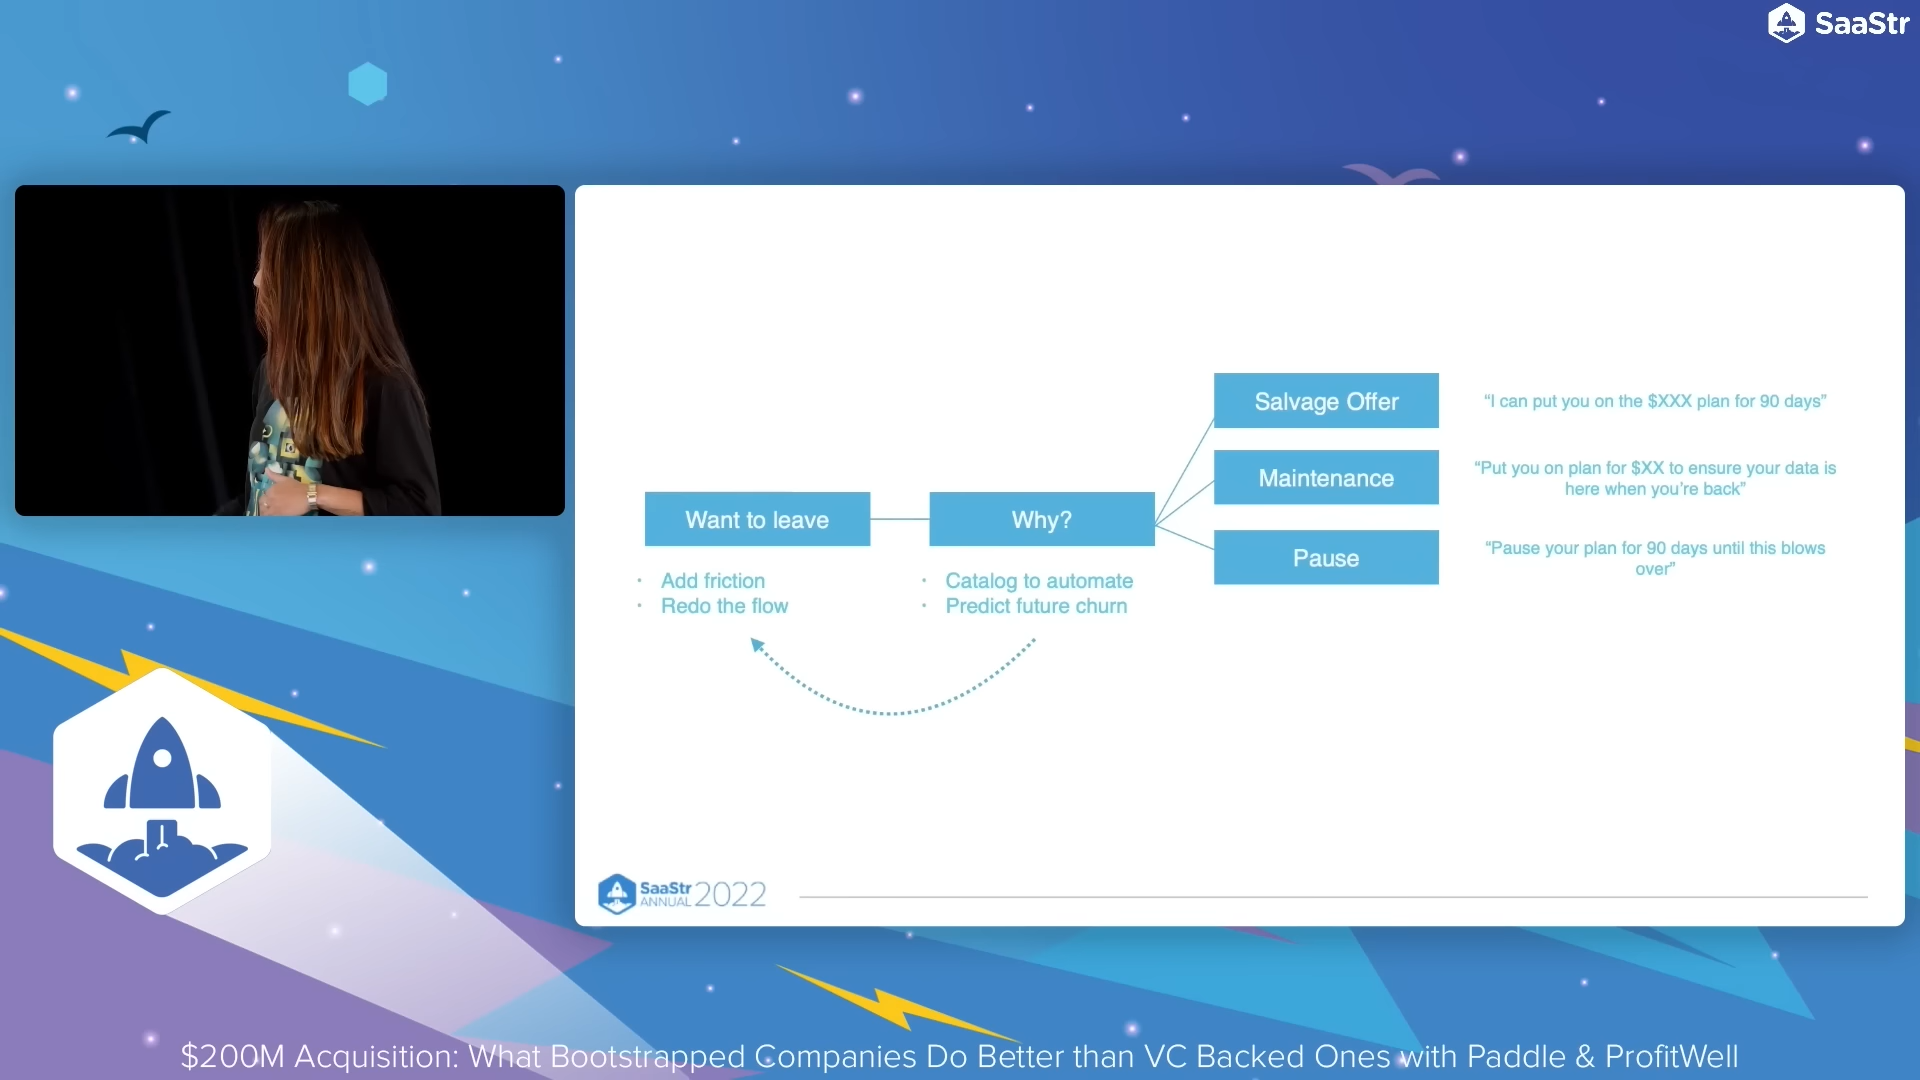 SaaStr
Salvage Offer
“I can put you on the $XXX plan for 90 days”
Maintenance
“Put you on plan for $XX to ensure your data is
here when you’re back”
Want to leave
Why?
Pause
“Pause your plan for 90 days until this blows
over”
· Add friction
· Redo the flow
· Catalog to automate
· Predict future churn
SaaStr
ANNUAL 2022
$200M Acquisition: What Bootstrapped Companies Do Better than VC Backed Ones with Paddle & ProfitWell